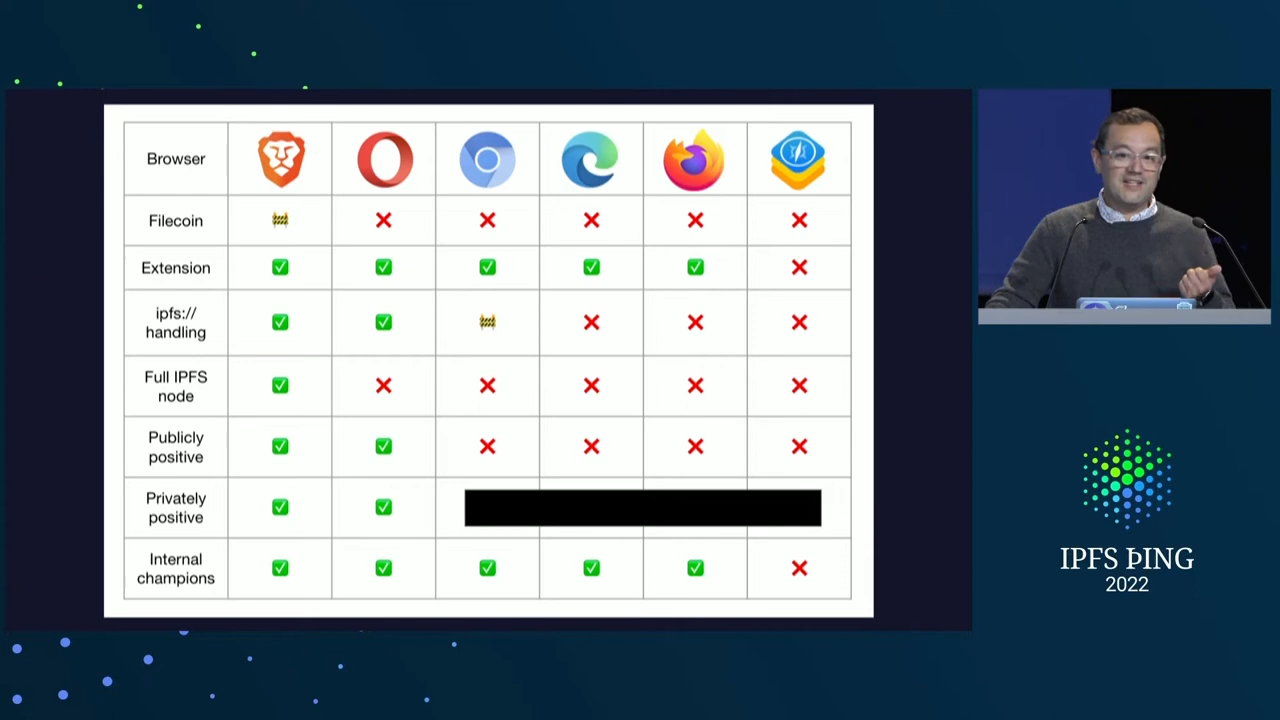 Browser
Filecoin
Extension
ipfs://
handling
Full IPFS
node
Publicly
positive
Privately
positive
Internal
champions
IPFS ÞING
2022